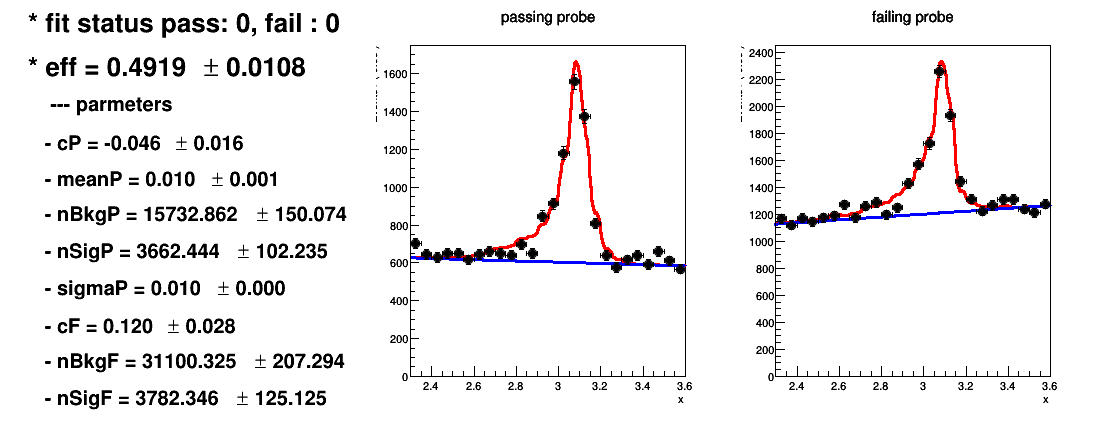 * fit status pass: 0, fail : 0
* eff = 0.4919 ± 0.0108
--- parmeters
- cP = -0.046 ± 0.016
- meanP = 0.010 ± 0.001
- nBkgP = 15732.862 ± 150.074
- nSigP = 3662.444 ± 102.235
- sigmaP = 0.010 ± 0.000
- cF = 0.120 ± 0.028
- nBkgF = 31100.325 ± 207.294
- nSigF = 3782.346 ± 125.125
passing probe
1600
1400
1200
1000
800
600
400
200
0
2.4 2.6 2.8 3 3.2 3.4 3.6
x
failing probe
2400
2200
2000
1800
1600
1400
1200
1000
800
600
400
200
0
2.4 2.6 2.8 3 3.2 3.4 3.6
x